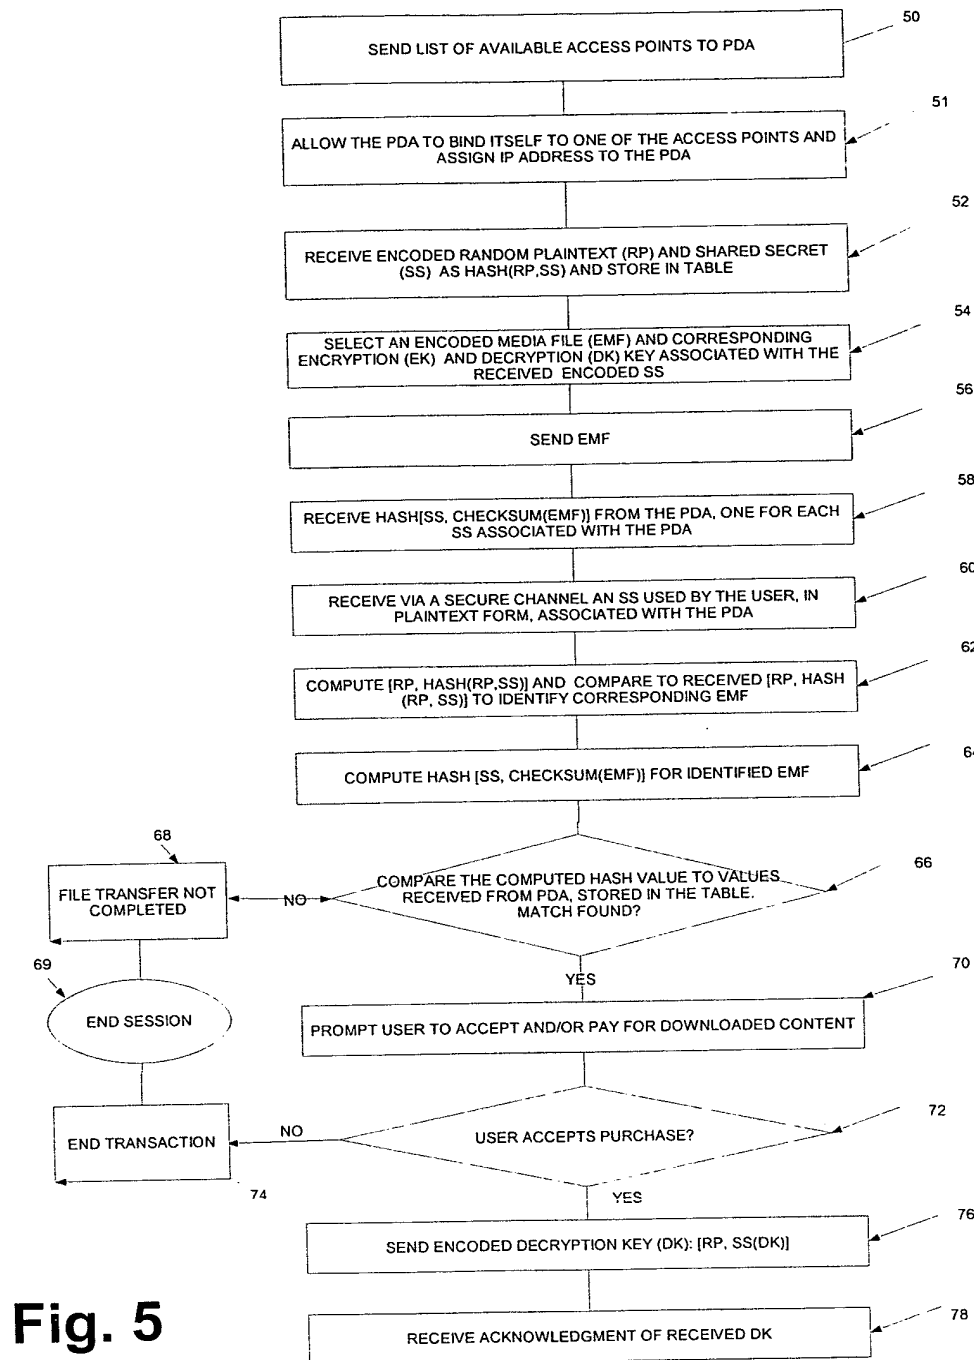 50
SEND LIST OF AVAILABLE ACCESS POINTS TO PDA
51
ALLOW THE PDA TO BIND ITSELF TO ONE OF THE ACCESS POINTS AND
ASSIGN IP ADDRESS TO THE PDA
52
RECEIVE ENCODED RANDOM PLAINTEXT (RP) AND SHARED SECRET
(SS) AS HASH(RP,SS) AND STORE IN TABLE
54
SELECT AN ENCODED MEDIA FILE (EMF) AND CORRESPONDING
ENCRYPTION (EK) AND DECRYPTION (DK) KEY ASSOCIATED WITH THE
RECEIVED ENCODED SS
56
SEND EMF
58
RECEIVE HASH[SS, CHECKSUM(EMF)] FROM THE PDA, ONE FOR EACH
SS ASSOCIATED WITH THE PDA
60
RECEIVE VIA A SECURE CHANNEL AN SS USED BY THE USER, IN
PLAINTEXT FORM, ASSOCIATED WITH THE PDA
62
COMPUTE [RP, HASH(RP,SS)] AND COMPARE TO RECEIVED [RP, HASH
(RP, SS)] TO IDENTIFY CORRESPONDING EMF
64
COMPUTE HASH [SS, CHECKSUM(EMF)] FOR IDENTIFIED EMF
66
COMPARE THE COMPUTED HASH VALUE TO VALUES
RECEIVED FROM PDA, STORED IN THE TABLE.
MATCH FOUND?
NO
68
FILE TRANSFER NOT
COMPLETED
69
END SESSION
YES
70
PROMPT USER TO ACCEPT AND/OR PAY FOR DOWNLOADED CONTENT
72
USER ACCEPTS PURCHASE?
NO
END TRANSACTION
74
YES
76
SEND ENCODED DECRYPTION KEY (DK): [RP, SS(DK)]
78
RECEIVE ACKNOWLEDGMENT OF RECEIVED DK
Fig. 5